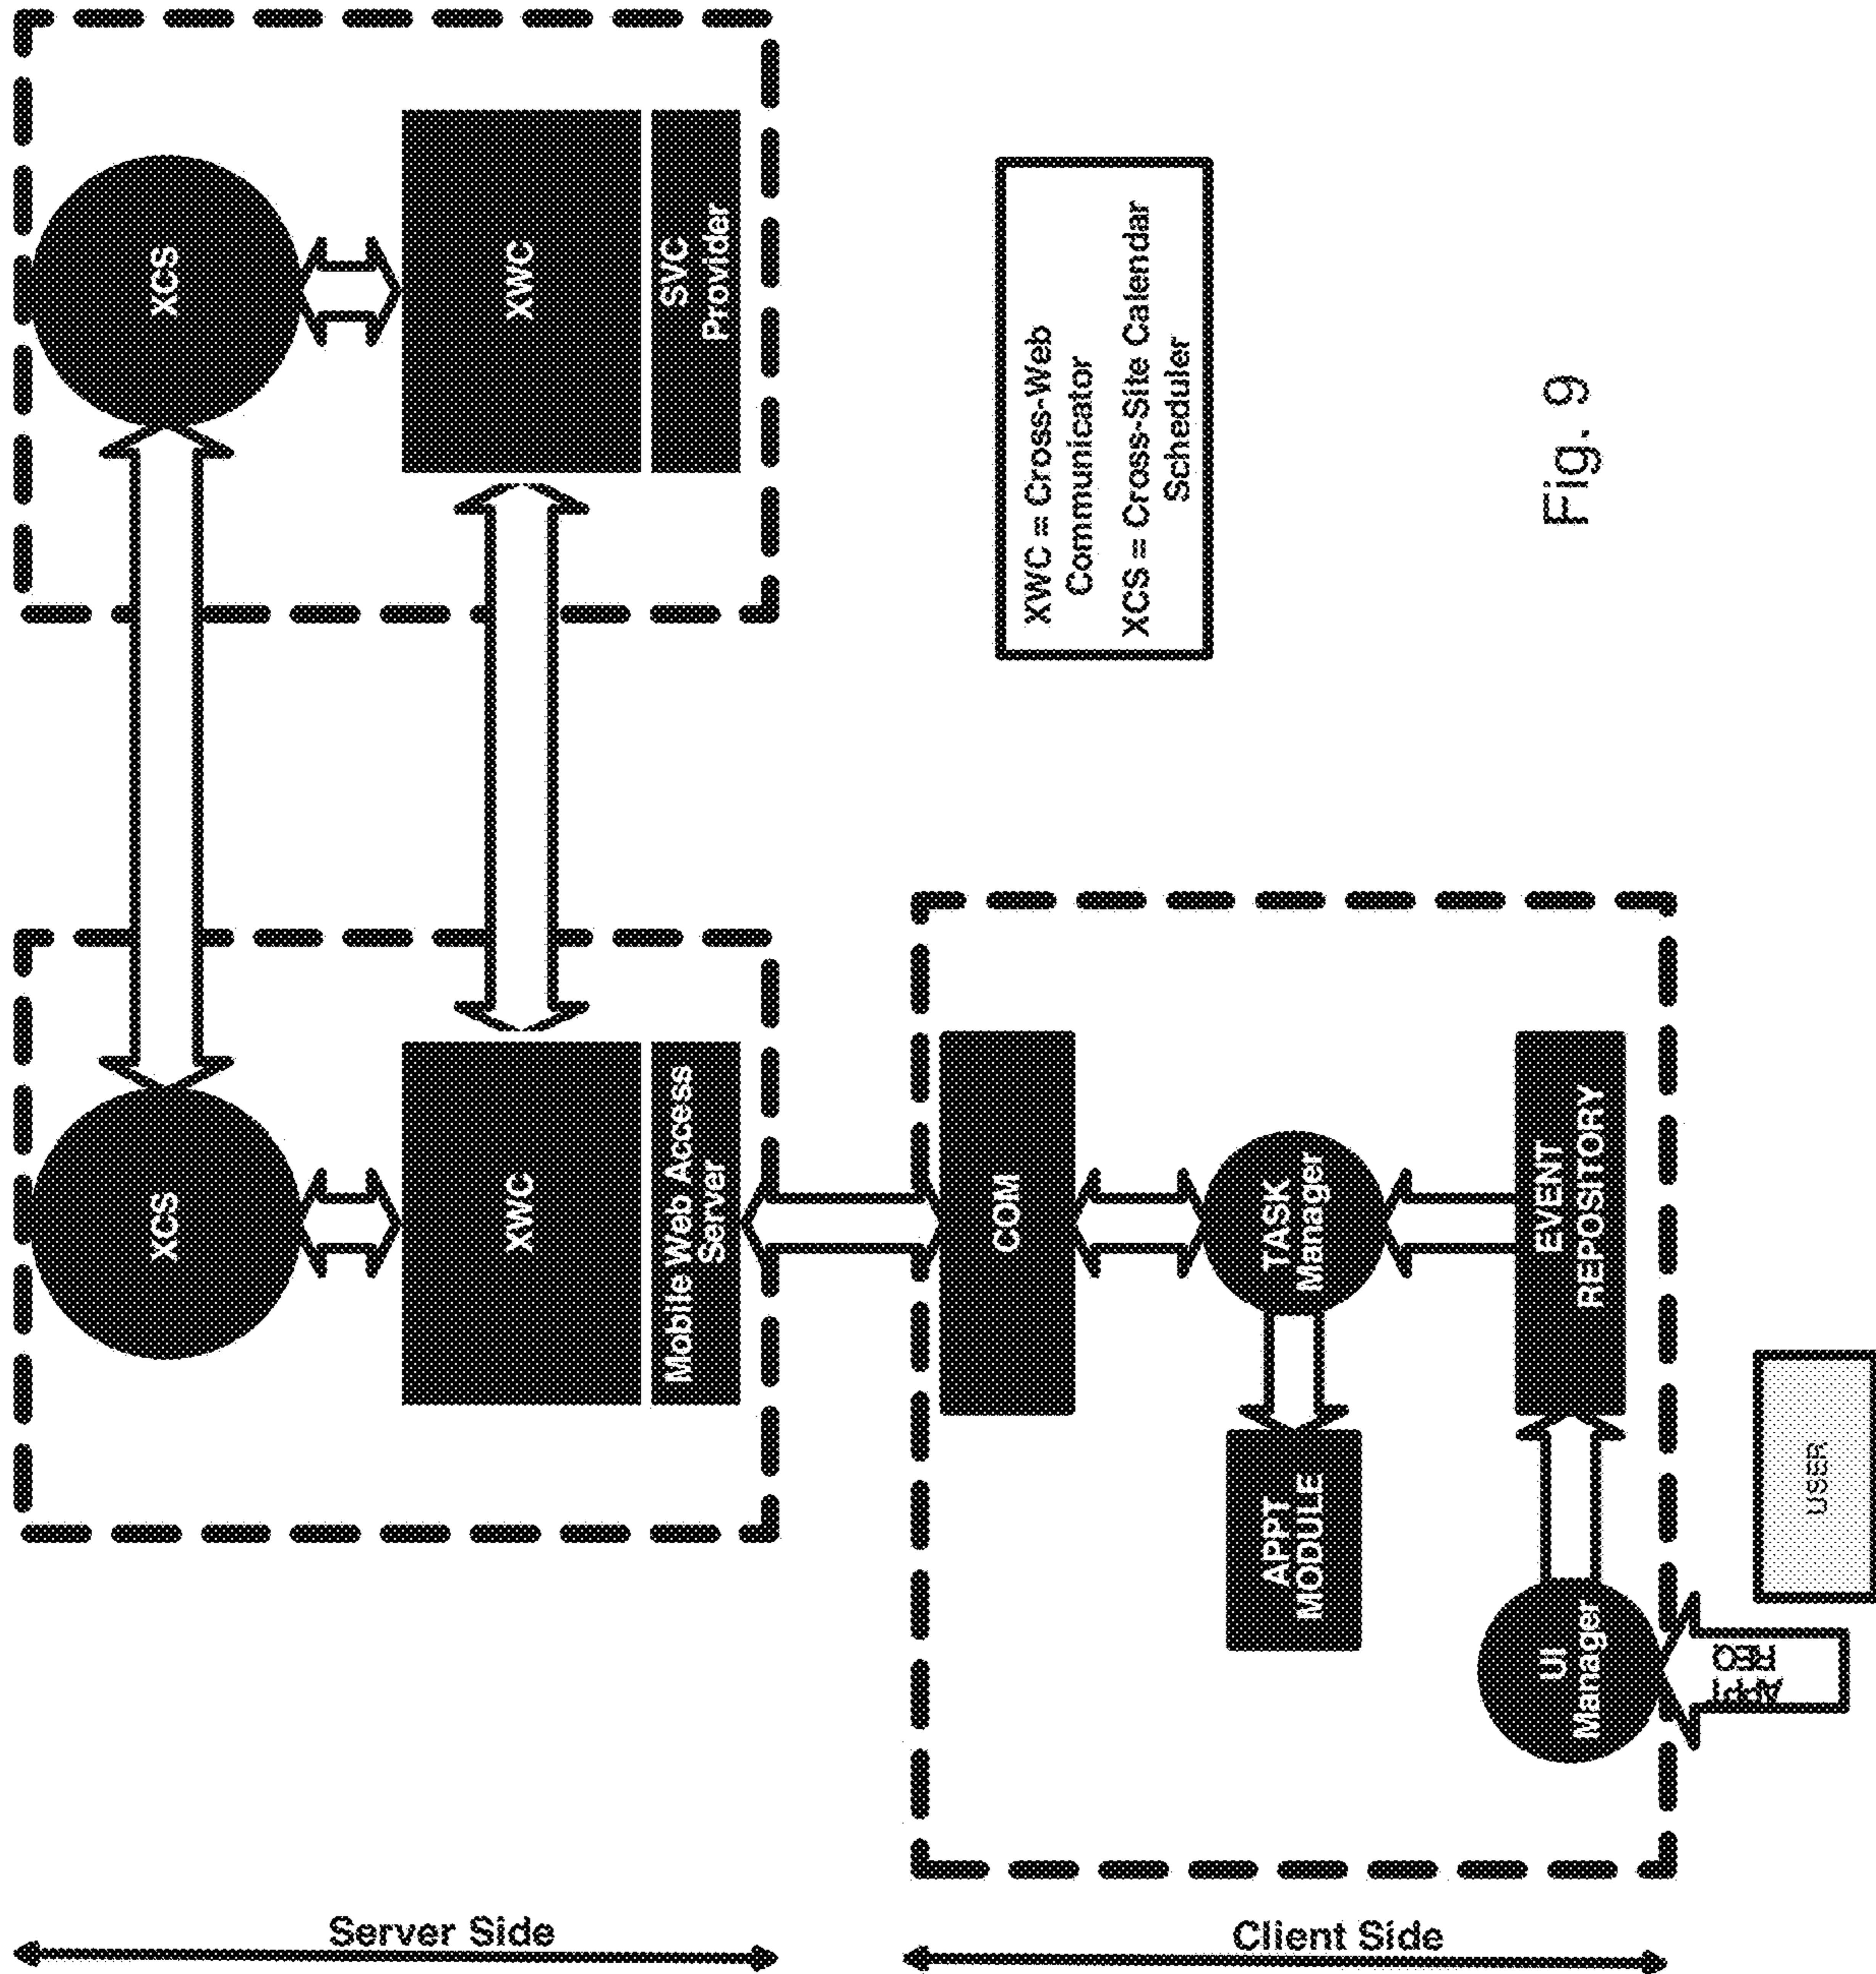 XCS
XWC
Mobile Web Access
Server
XCS
XWC
SVC
Provider
COM
TASK
Manager
APPT
MODULE
EVENT
REPOSITORY
UI
Manager
APPT
REQ
USER
XWC = Cross-Web
Communicator
XCS = Cross-Site Calendar
Scheduler
Server Side
Client Side
Fig. 9